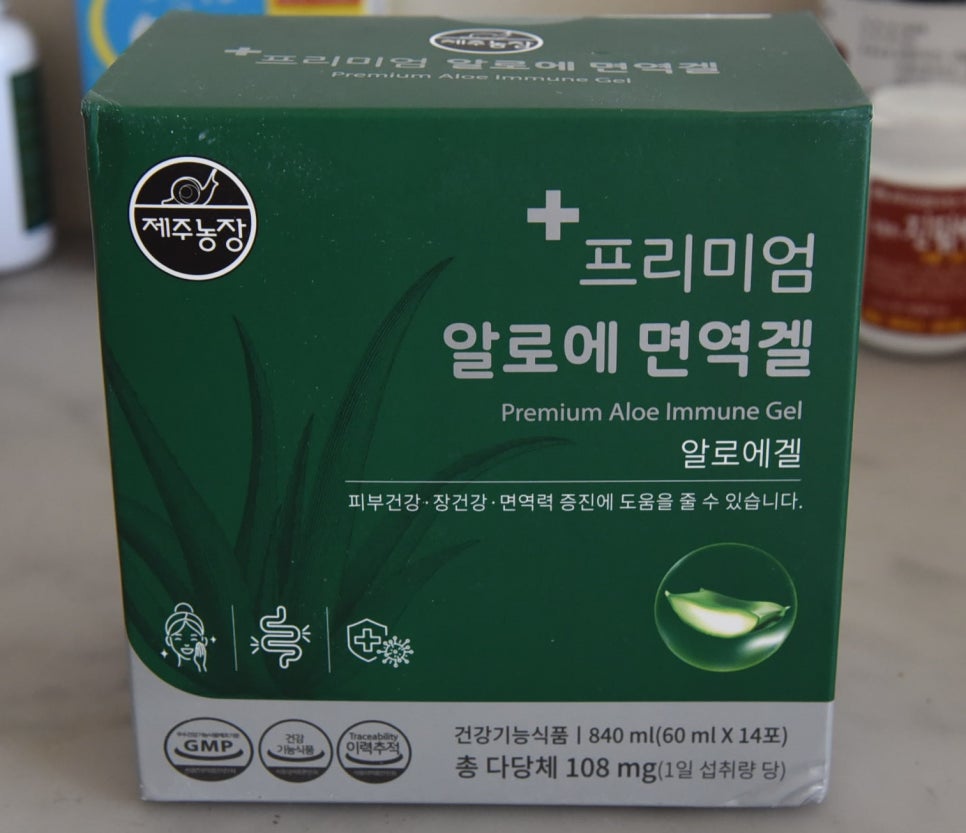 제주농장
프리미엄 알로에 면역겔
Premium Aloe Immune Gel
제주농장
프리미엄
알로에 면역겔
Premium Aloe Immune Gel
알로에겔
피부건강·장건강·면역력 증진에 도움을 줄 수 있습니다.
GMP
건강
기능식품
Traceability
이력추적
건강기능식품 | 840 ml(60 ml X 14포)
총 다당체 108 mg(1일 섭취량 당)